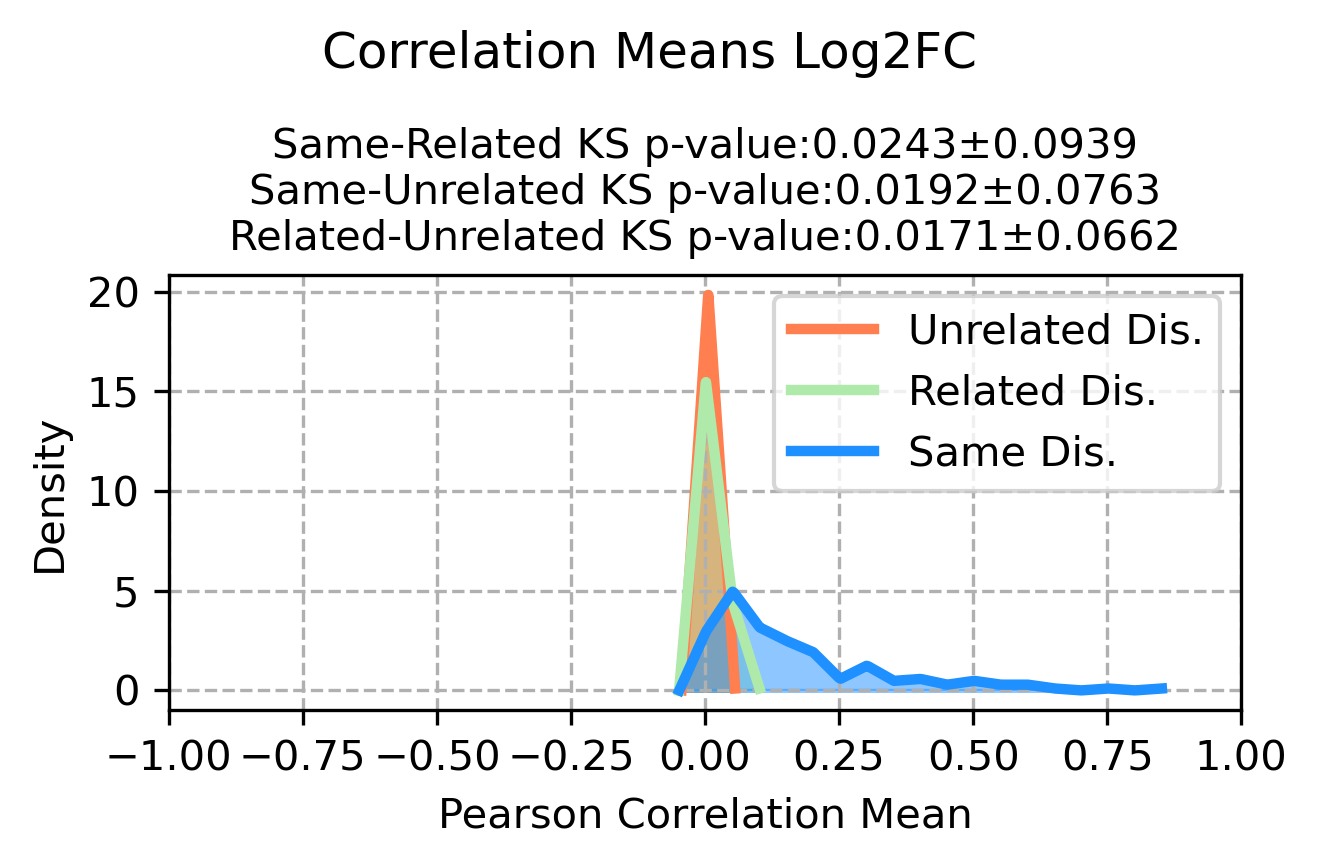 Correlation Means Log2FC
Same-Related KS p-value:0.0243±0.0939
Same-Unrelated KS p-value:0.0192±0.0763
Related-Unrelated KS p-value:0.0171±0.0662
20
15
10
5
0
Density
Unrelated Dis.
Related Dis.
Same Dis.
−1.00 −0.75 −0.50 −0.25 0.00 0.25 0.50 0.75 1.00
Pearson Correlation Mean